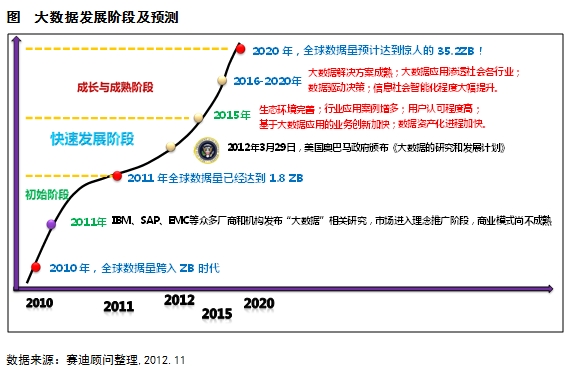 图 大数据发展阶段及预测
2020 年，全球数据量预计达到惊人的 35.2ZB！
成长与成熟阶段
2016-2020年
大数据解决方案成熟；大数据应用渗透社会各行业；
数据驱动决策；信息社会智能化程度大幅提升。
2015年
生态环境完善；行业应用案例增多；用户认可程度高；
基于大数据应用的业务创新加快；数据资产化进程加快。
快速发展阶段
2012年3月29日，美国奥巴马政府颁布《大数据的研究和发展计划》
2011 年全球数据量已经达到 1.8 ZB
初始阶段
2011年
IBM、SAP、EMC等众多厂商和机构发布“大数据”相关研究，市场进入理念推广阶段，商业模式尚不成熟
2010 年，全球数据量跨入 ZB 时代
2010
2011
2012
2015
2020
数据来源：赛迪顾问整理,2012.11